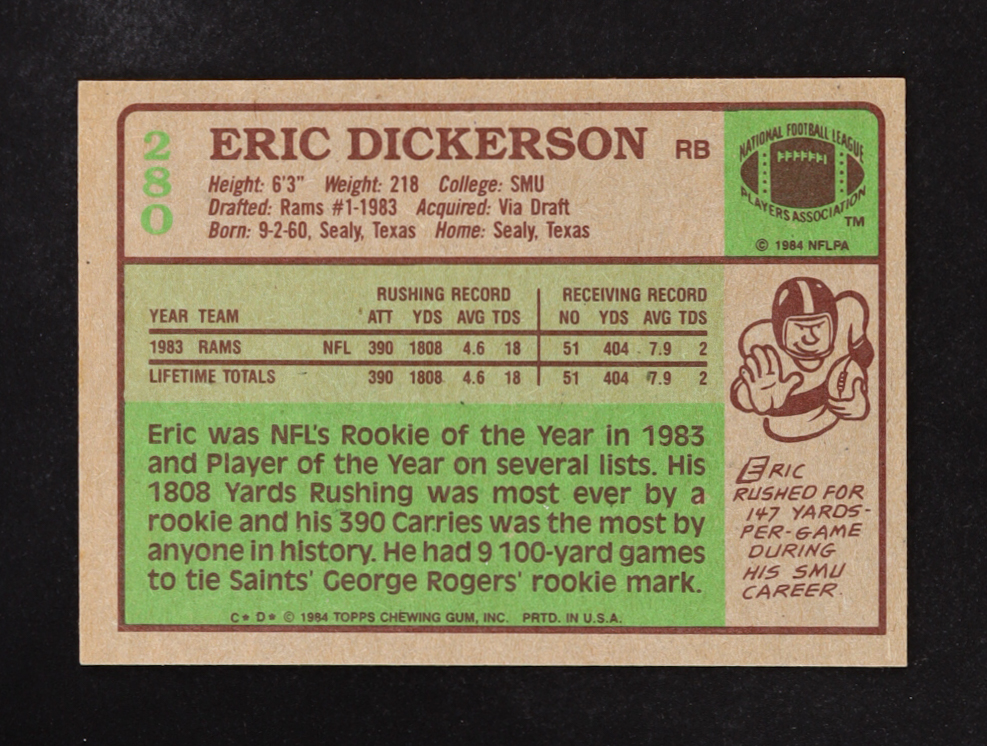 280
ERIC DICKERSON RB
Height: 6'3" Weight: 218 College: SMU
Drafted: Rams #1-1983 Acquired: Via Draft
Born: 9-2-60, Sealy, Texas Home: Sealy, Texas
NATIONAL FOOTBALL LEAGUE
PLAYERS ASSOCIATION
TM
© 1984 NFLPA
RUSHING RECORD RECEIVING RECORD
YEAR TEAM ATT YDS AVG TDS NO YDS AVG TDS
1983 RAMS NFL 390 1808 4.6 18 51 404 7.9 2
LIFETIME TOTALS 390 1808 4.6 18 51 404 7.9 2
Eric was NFL's Rookie of the Year in 1983
and Player of the Year on several lists. His
1808 Yards Rushing was most ever by a
rookie and his 390 Carries was the most by
anyone in history. He had 9 100-yard games
to tie Saints' George Rogers' rookie mark.
ERIC
RUSHED FOR
147 YARDS-
PER-GAME
DURING
HIS SMU
CAREER.
C* D* © 1984 TOPPS CHEWING GUM, INC. PRTD. IN U.S.A.